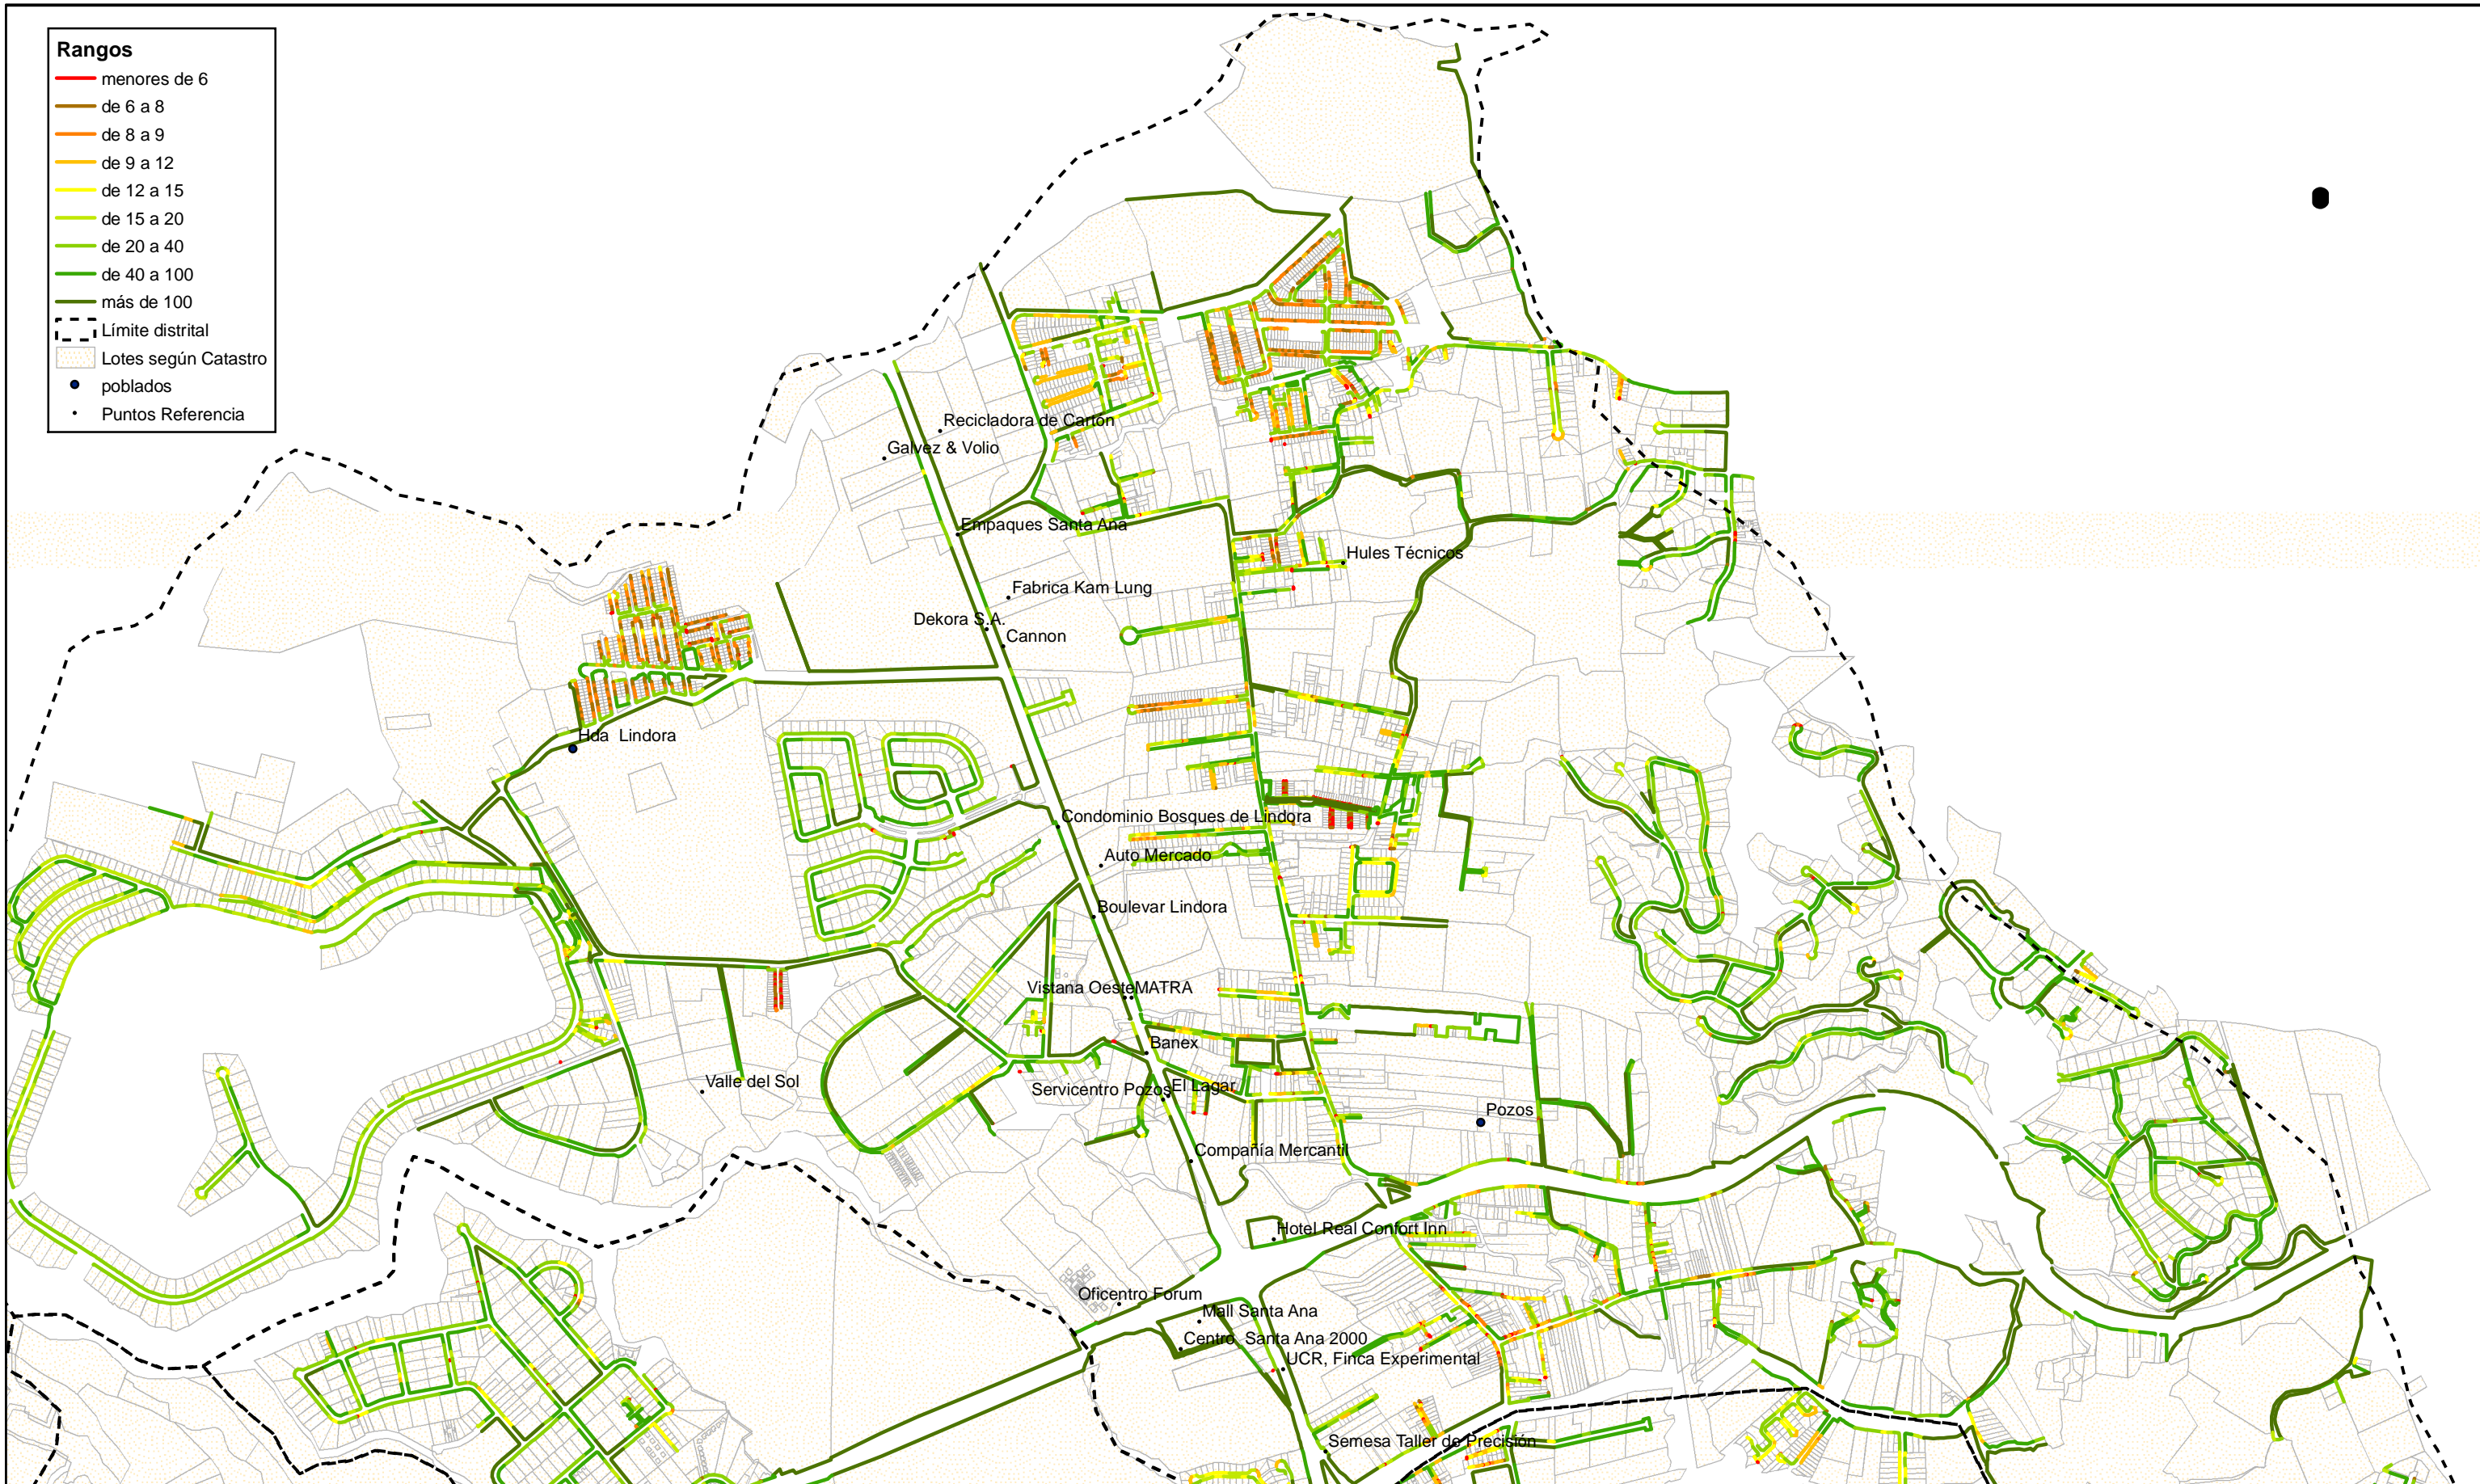 Rangos
menores de 6
de 6 a 8
de 8 a 9
de 9 a 12
de 12 a 15
de 15 a 20
de 20 a 40
de 40 a 100
más de 100
Límite distrital
Lotes según Catastro
poblados
Puntos Referencia
Recicladora de Cartón
Galvez & Volio
Empaques Santa Ana
Hules Técnicos
Fabrica Kam Lung
Dekora S.A.
Cannon
Hda Lindora
Condominio Bosques de Lindora
Auto Mercado
Boulevar Lindora
Vistana Oeste
MATRA
Banex
Valle del Sol
Servicentro Pozos
El Lagar
Pozos
Compañía Mercantil
Hotel Real Confort Inn
Oficentro Forum
Mall Santa Ana
Centro Santa Ana 2000
UCR, Finca Experimental
Semesa Taller de Precisión